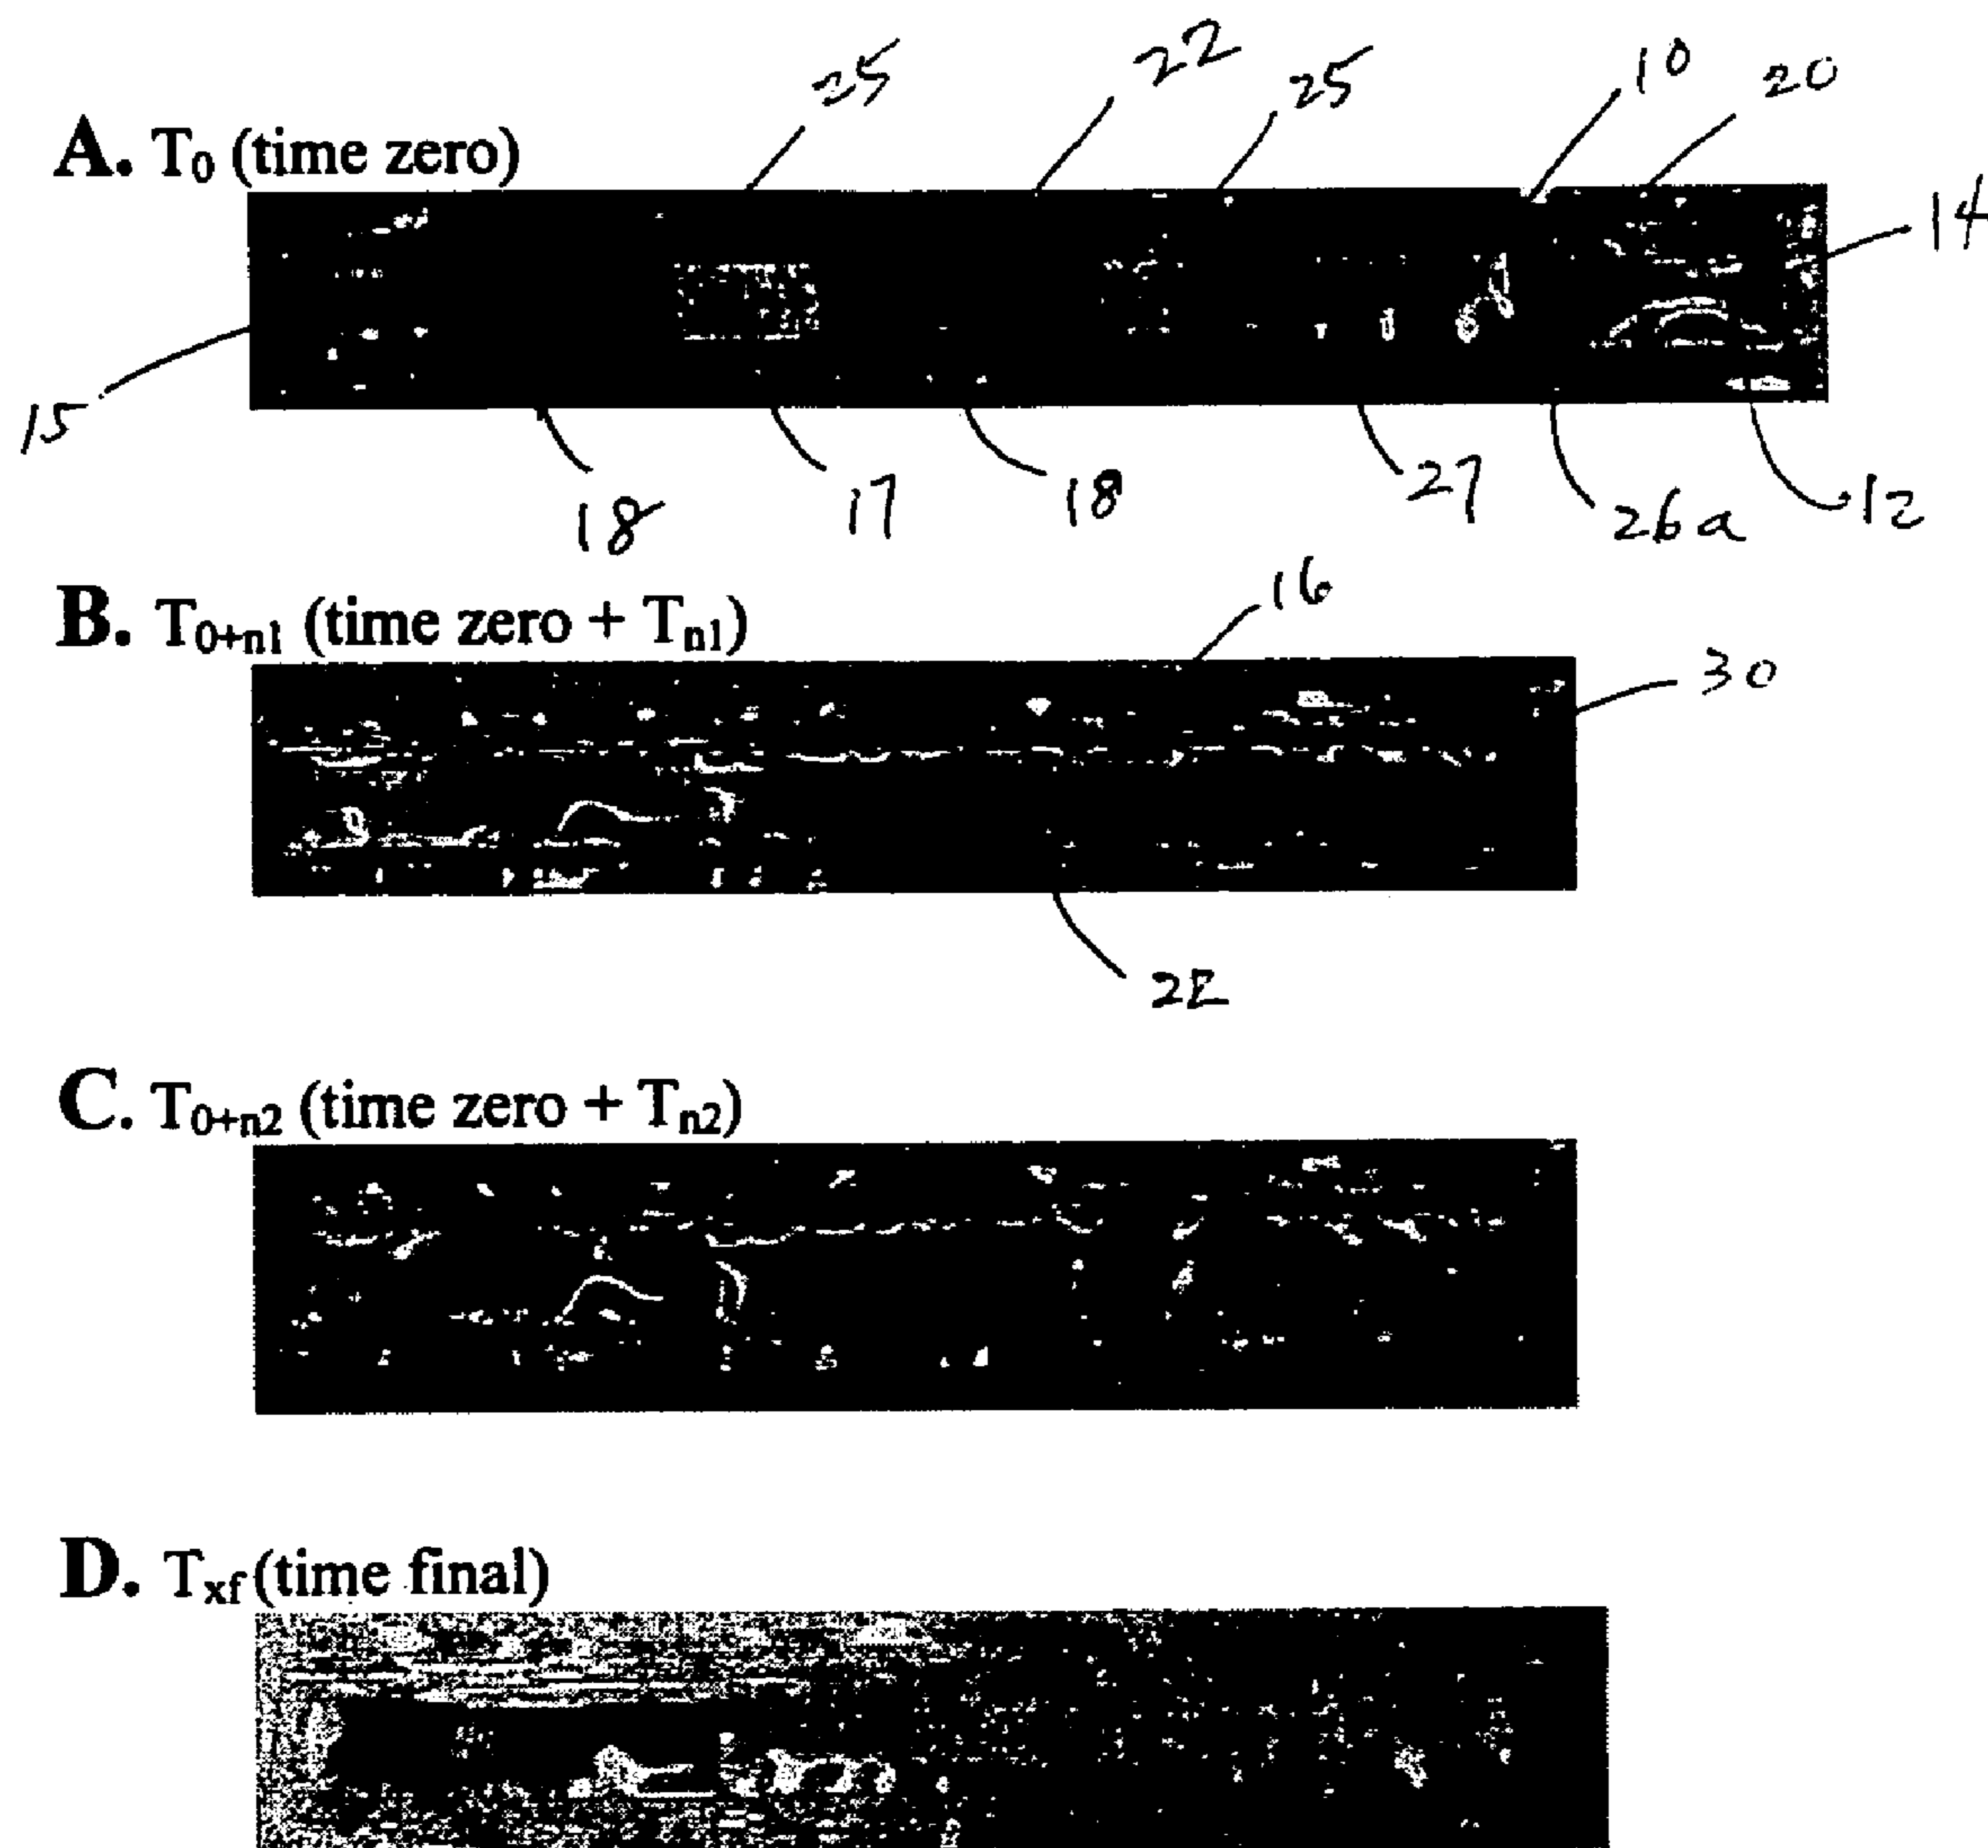 25 22 25 10 20
A. T₀ (time zero)
14
15
18 17 18 27 26a 12
16
B. T₀₊ₙ₁ (time zero + Tₙ₁)
30
22
C. T₀₊ₙ₂ (time zero + Tₙ₂)
D. Txf (time final)